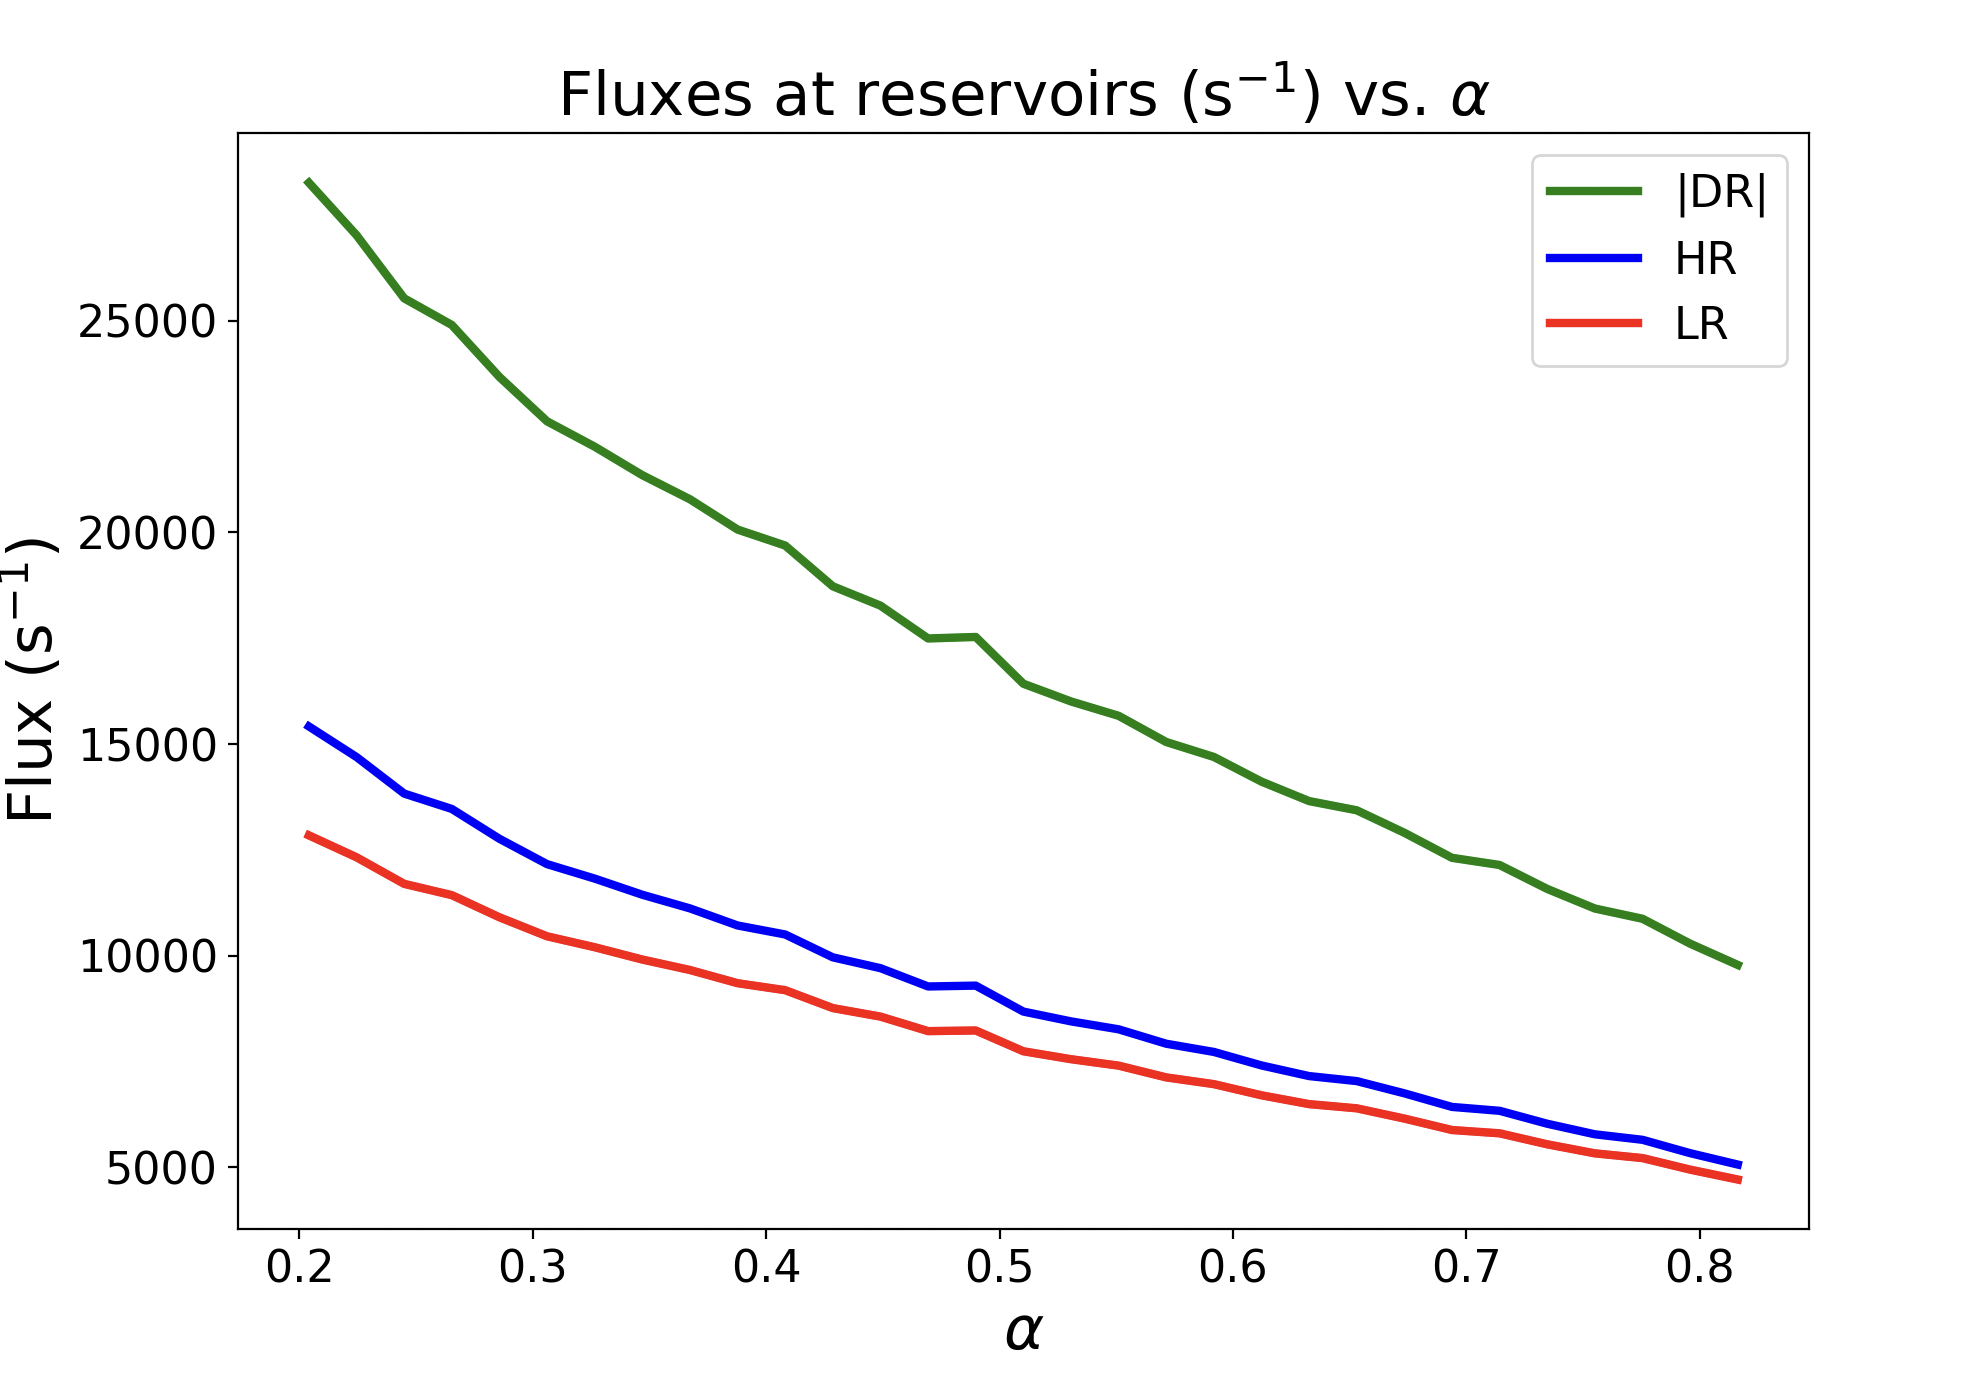 Fluxes at reservoirs (s⁻¹) vs. α
|DR|
HR
LR
Flux (s⁻¹)
25000
20000
15000
10000
5000
0.2 0.3 0.4 0.5 0.6 0.7 0.8
α